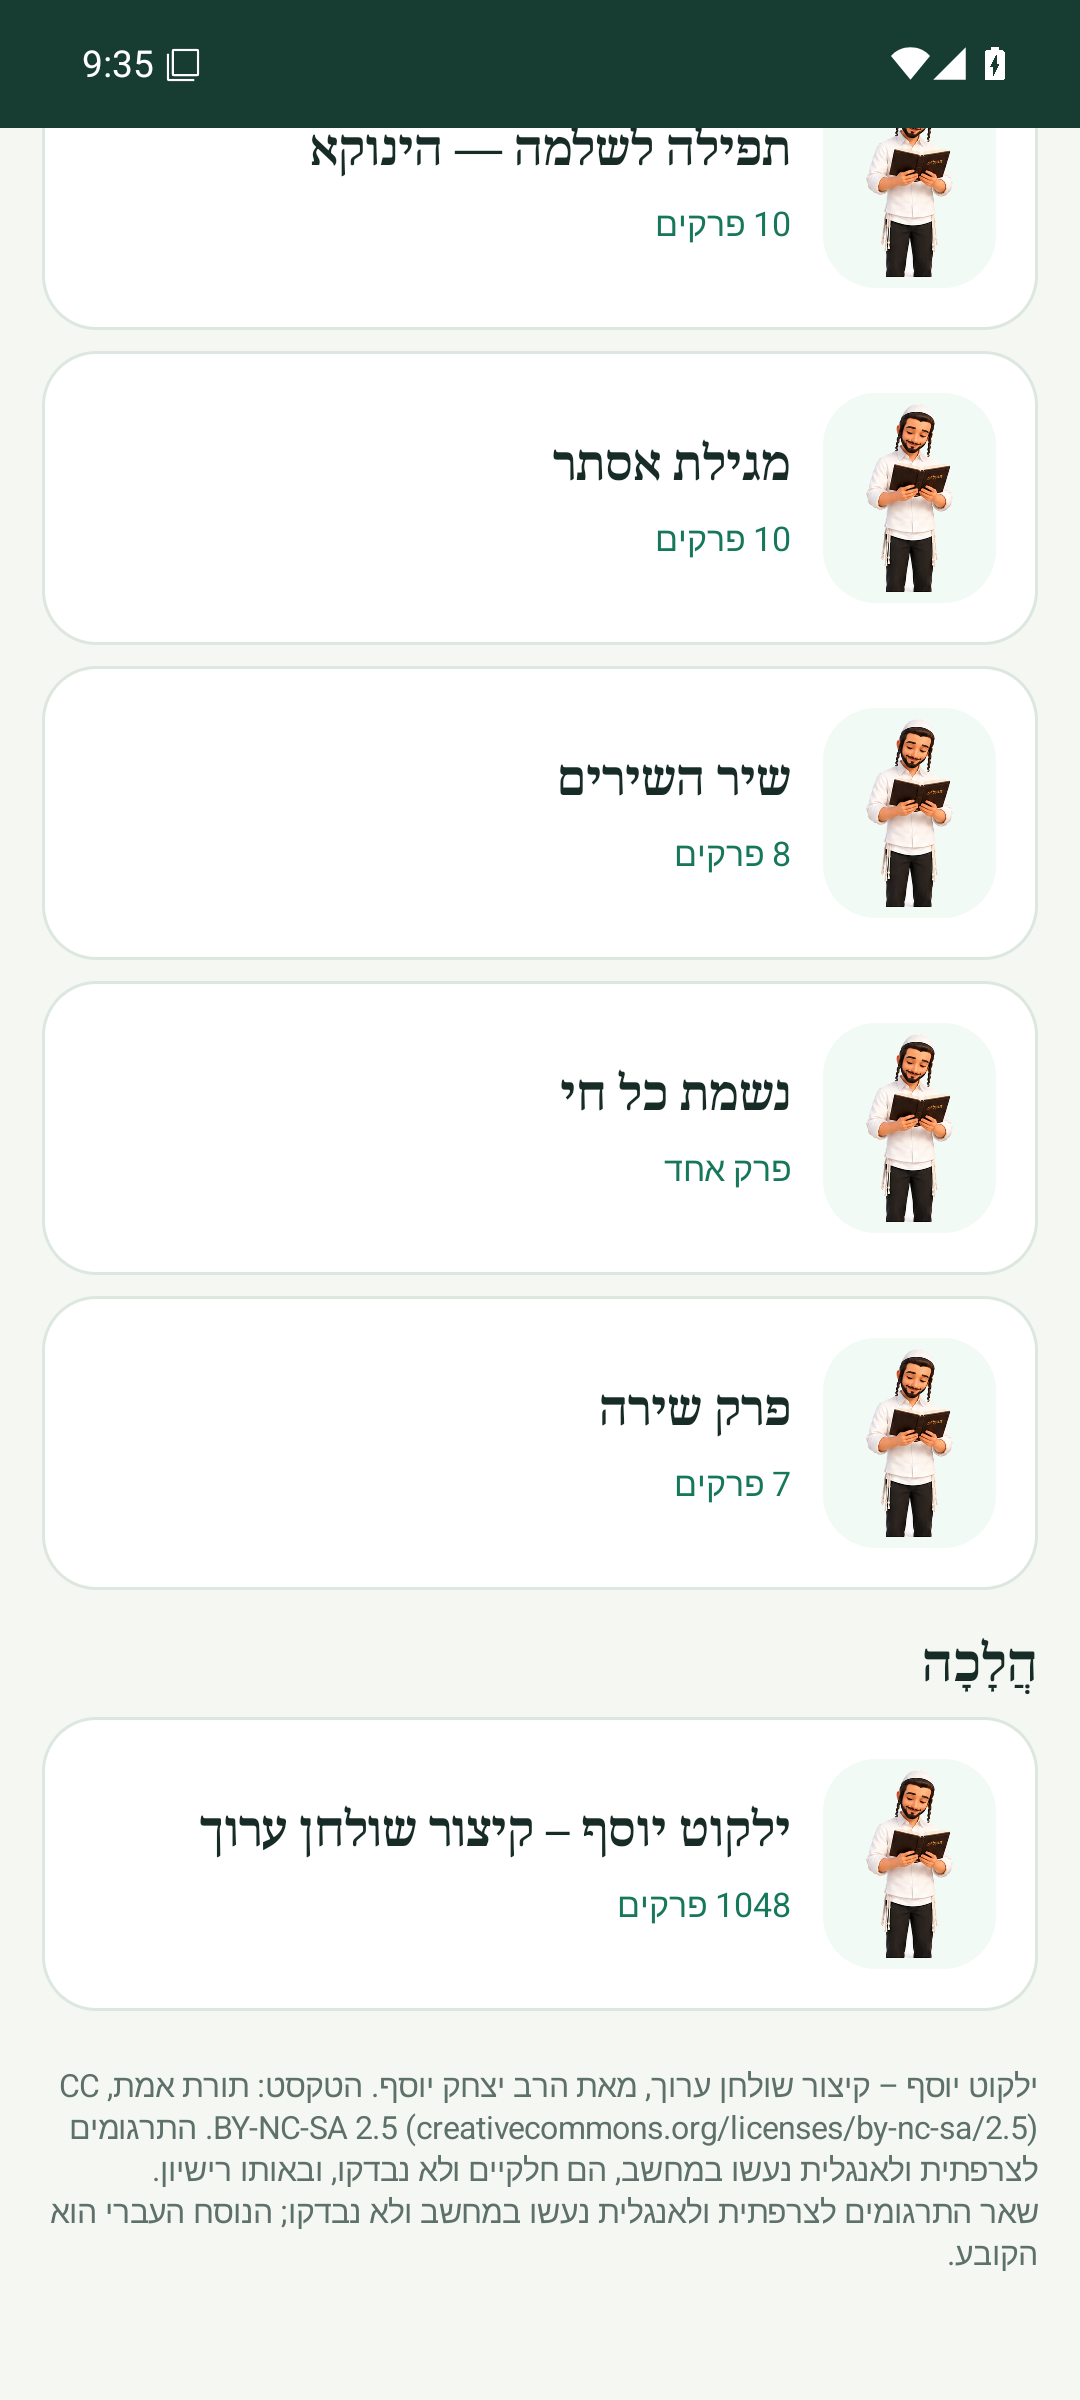 9:35
תפילה לשלמה — הינוקא
10 פרקים
מגילת אסתר
10 פרקים
שיר השירים
8 פרקים
נשמת כל חי
פרק אחד
פרק שירה
7 פרקים
הֲלָכָה
ילקוט יוסף – קיצור שולחן ערוך
1048 פרקים
ילקוט יוסף – קיצור שולחן ערוך, מאת הרב יצחק יוסף. הטקסט: תורת אמת, CC
BY-NC-SA 2.5 (creativecommons.org/licenses/by-nc-sa/2.5). התרגומים
לצרפתית ולאנגלית נעשו במחשב, הם חלקיים ולא נבדקו, ובאותו רישיון.
שאר התרגומים לצרפתית ולאנגלית נעשו במחשב ולא נבדקו; הנוסח העברי הוא
הקובע.